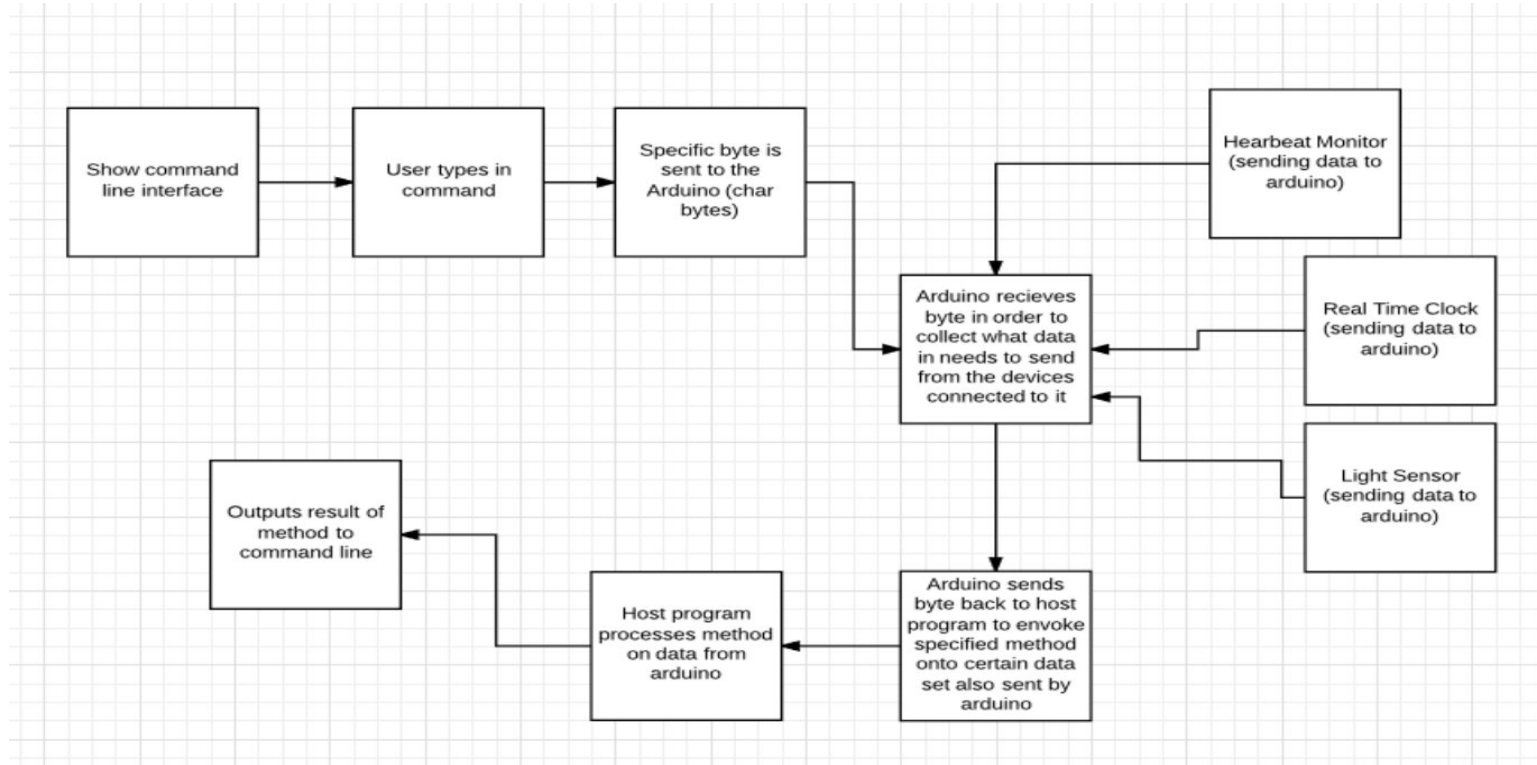 Show command
line interface
User types in
command
Specific byte is
sent to the
Arduino (char
bytes)
Hearbeat Monitor
(sending data to
arduino)
Arduino recieves
byte in order to
collect what data
in needs to send
from the devices
connected to it
Real Time Clock
(sending data to
arduino)
Light Sensor
(sending data to
arduino)
Arduino sends
byte back to host
program to envoke
specified method
onto certain data
set also sent by
arduino
Host program
processes method
on data from
arduino
Outputs result of
method to
command line